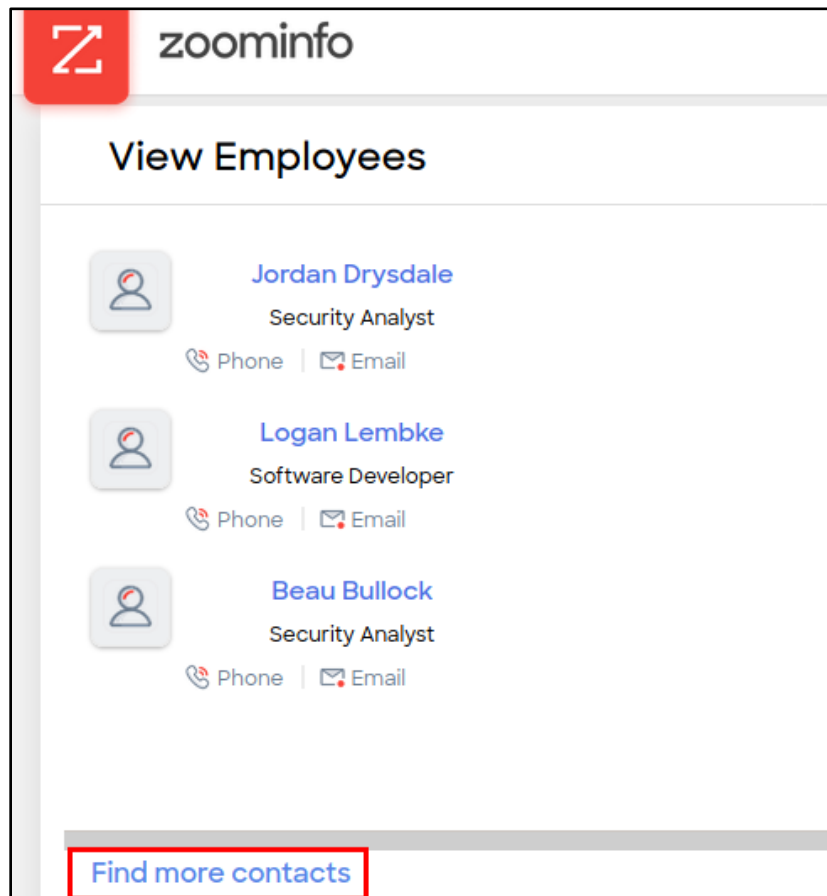 zoominfo
View Employees
Jordan Drysdale
Security Analyst
Phone | Email
Logan Lembke
Software Developer
Phone | Email
Beau Bullock
Security Analyst
Phone | Email
Find more contacts